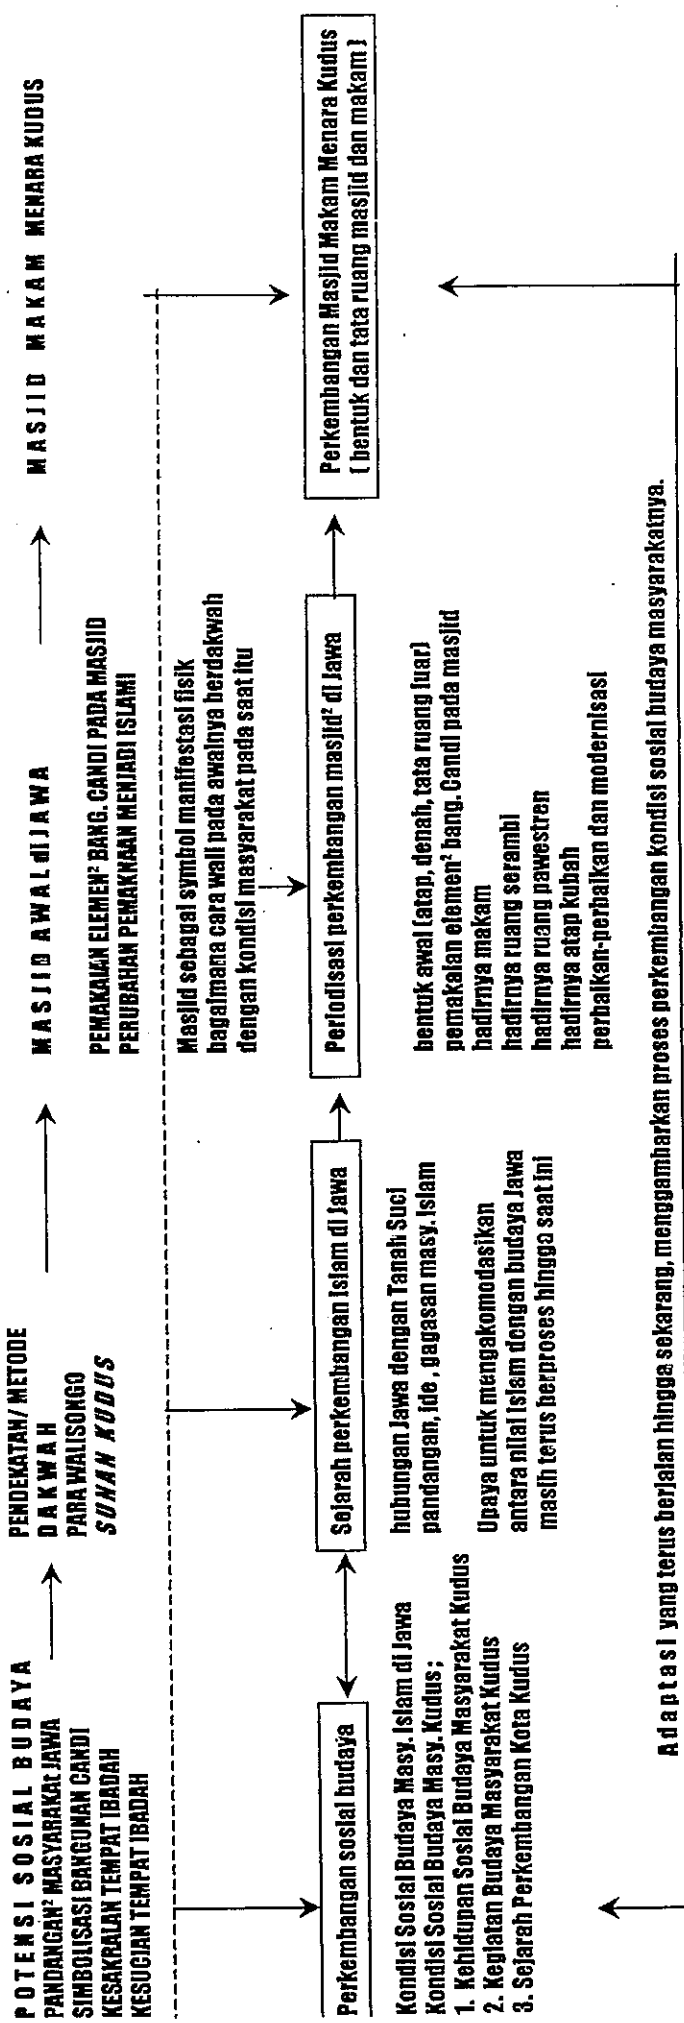 POTENSI SOSIAL BUDAYA
PANDANGAN² MASYARAKAT JAWA
SIMBOLISASI BANGUNAN CANDI
KESAKRALAN TEMPAT IBADAH
KESUCIAN TEMPAT IBADAH
PENDEKATAN/ METODE
DAKWAH
PARA WALISONGO
SUNAN KUDUS
MASJID AWAL di JAWA
PEMAKAIAN ELEMEN² BANG. CANDI PADA MASJID
PERUBAHAN PEMAKNAAN MENJADI ISLAMI
MASJID MAKAM MENARA KUDUS
Masjid sebagai symbol manifestasi fisik
bagaimana cara wali pada awalnya berdakwah
dengan kondisi masyarakat pada saat itu
Perkembangan sosial budaya
Sejarah perkembangan Islam di Jawa
Periodisasi perkembangan masjid² di Jawa
Perkembangan Masjid Makam Menara Kudus
( bentuk dan tata ruang masjid dan makam )
Kondisi Sosial Budaya Masy. Islam di Jawa
Kondisi Sosial Budaya Masy. Kudus ;
1. Kehidupan Sosial Budaya Masyarakat Kudus
2. Kegiatan Budaya Masyarakat Kudus
3. Sejarah Perkembangan Kota Kudus
hubungan Jawa dengan Tanah Suci
pandangan, ide , gagasan masy. Islam
Upaya untuk mengakomodasikan
antara nilai Islam dengan budaya Jawa
masih terus berproses hingga saat ini
bentuk awal (atap, denah, tata ruang luar)
pemakaian elemen² bang. Candi pada masjid
hadirnya makam
hadirnya ruang serambi
hadirnya ruang pawestren
hadirnya atap kubah
perbaikan-perbaikan dan modernisasi
Adaptasi yang terus berjalan hingga sekarang, menggambarkan proses perkembangan kondisi sosial budaya masyarakatnya.